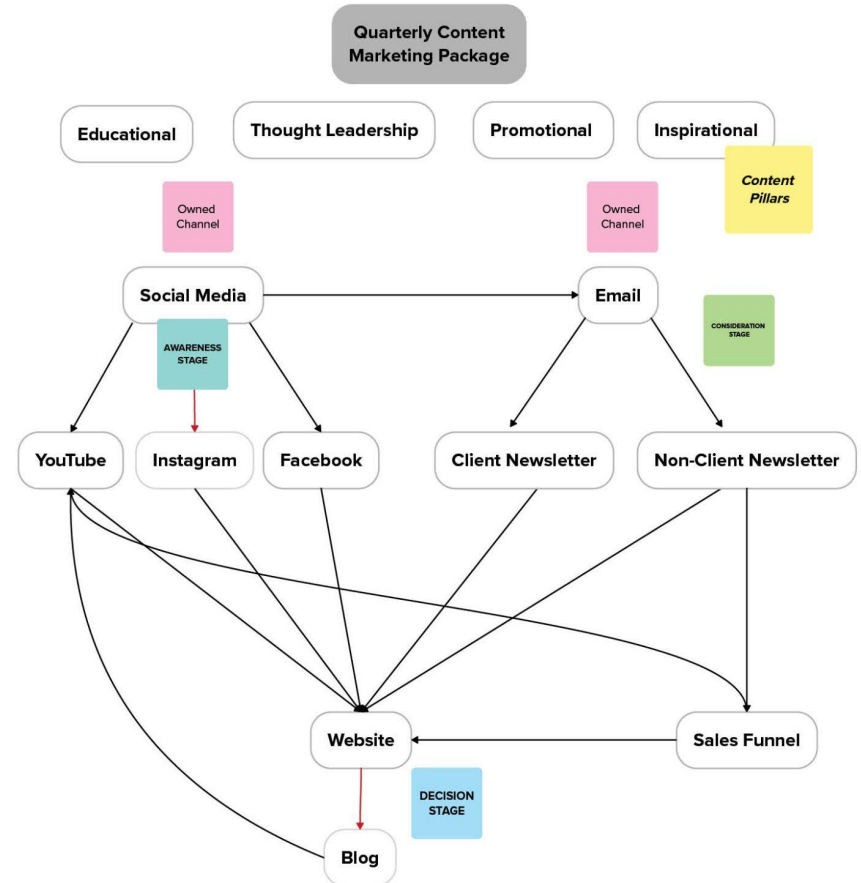 Quarterly Content
Marketing Package
Educational
Thought Leadership
Promotional
Inspirational
Content
Pillars
Owned
Channel
Owned
Channel
Social Media
Email
AWARENESS
STAGE
CONSIDERATION
STAGE
YouTube
Instagram
Facebook
Client Newsletter
Non-Client Newsletter
Website
Sales Funnel
DECISION
STAGE
Blog